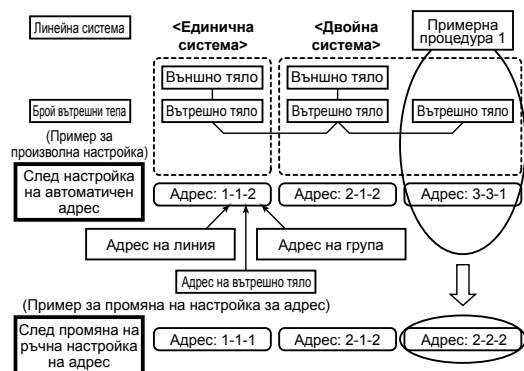 Линейна система
<Единична система>
<Двойна система>
Примерна процедура 1
Външно тяло
Външно тяло
Брой вътрешни тепа
Вътрешно тяло
Вътрешно тяло
Вътрешно тяло
(Пример за произволна настройка)
След настройка на автоматичен адрес
Адрес: 1-1-2
Адрес: 2-1-2
Адрес: 3-3-1
Адрес на линия
Адрес на група
Адрес на вътрешно тяло
(Пример за промяна на настройка за адрес)
След промяна на ръчна настройка на адрес
Адрес: 1-1-1
Адрес: 2-1-2
Адрес: 2-2-2